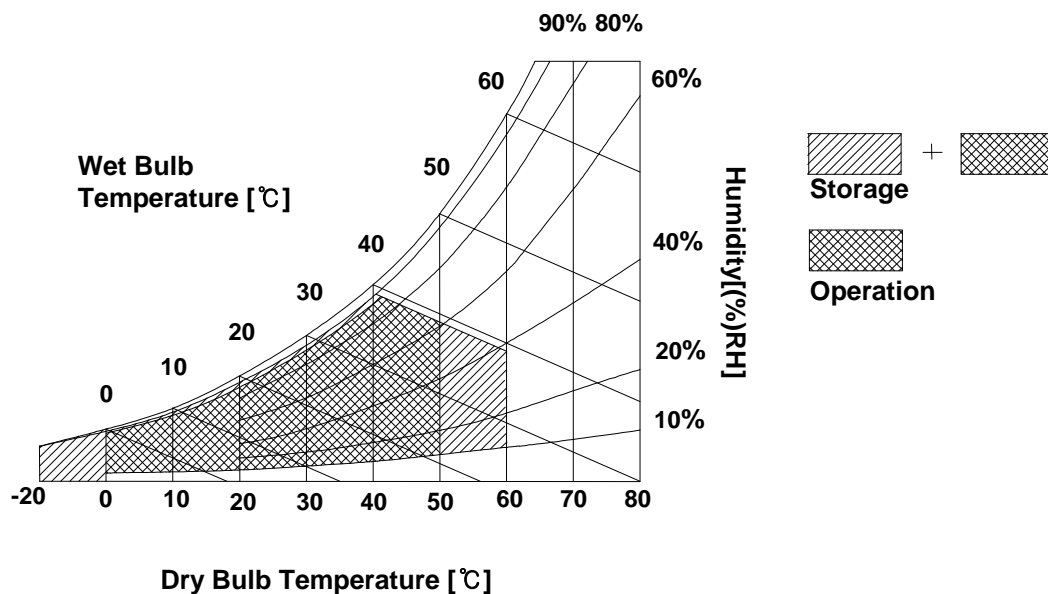 90% 80%
60
60%
Wet Bulb
Temperature [℃]
50
40
40%
30
20
10
0
Humidity[(%)RH]
20%
10%
-20 0 10 20 30 40 50 60 70 80
Dry Bulb Temperature [℃]
+
Storage
Operation